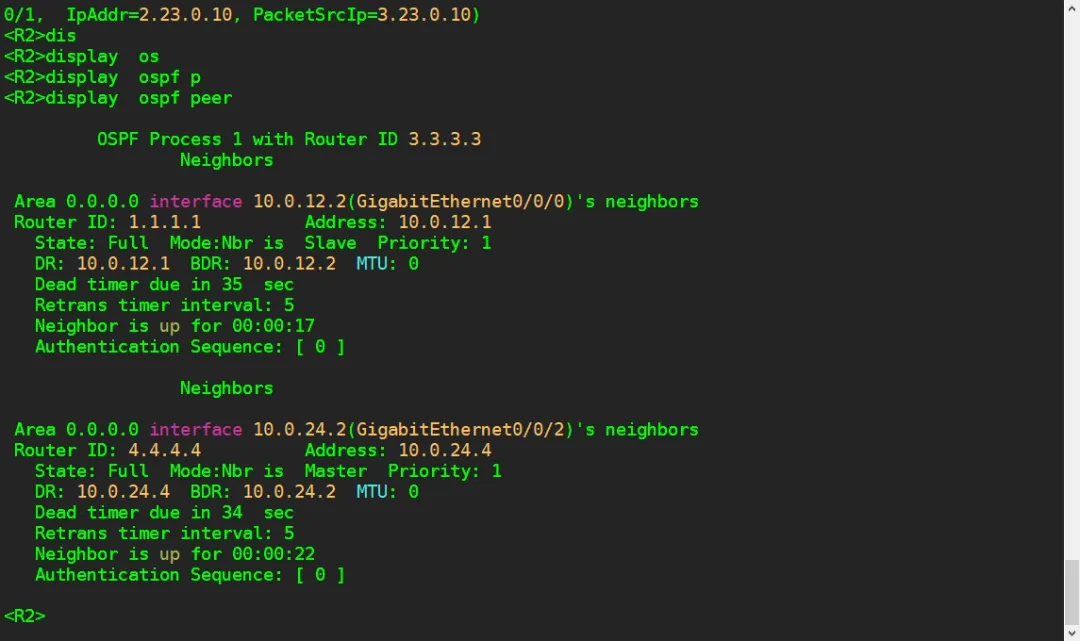 0/1,  IpAddr=2.23.0.10, PacketSrcIp=3.23.0.10)
<R2>dis
<R2>display  os
<R2>display  ospf p
<R2>display  ospf peer
OSPF Process 1 with Router ID 3.3.3.3
Neighbors
Area 0.0.0.0 interface 10.0.12.2(GigabitEthernet0/0/0)'s neighbors
Router ID: 1.1.1.1          Address: 10.0.12.1
State: Full  Mode:Nbr is  Slave  Priority: 1
DR: 10.0.12.1  BDR: 10.0.12.2  MTU: 0
Dead timer due in 35  sec
Retrans timer interval: 5
Neighbor is up for 00:00:17
Authentication Sequence: [ 0 ]
Neighbors
Area 0.0.0.0 interface 10.0.24.2(GigabitEthernet0/0/2)'s neighbors
Router ID: 4.4.4.4          Address: 10.0.24.4
State: Full  Mode:Nbr is  Master  Priority: 1
DR: 10.0.24.4  BDR: 10.0.24.2  MTU: 0
Dead timer due in 34  sec
Retrans timer interval: 5
Neighbor is up for 00:00:22
Authentication Sequence: [ 0 ]
<R2>